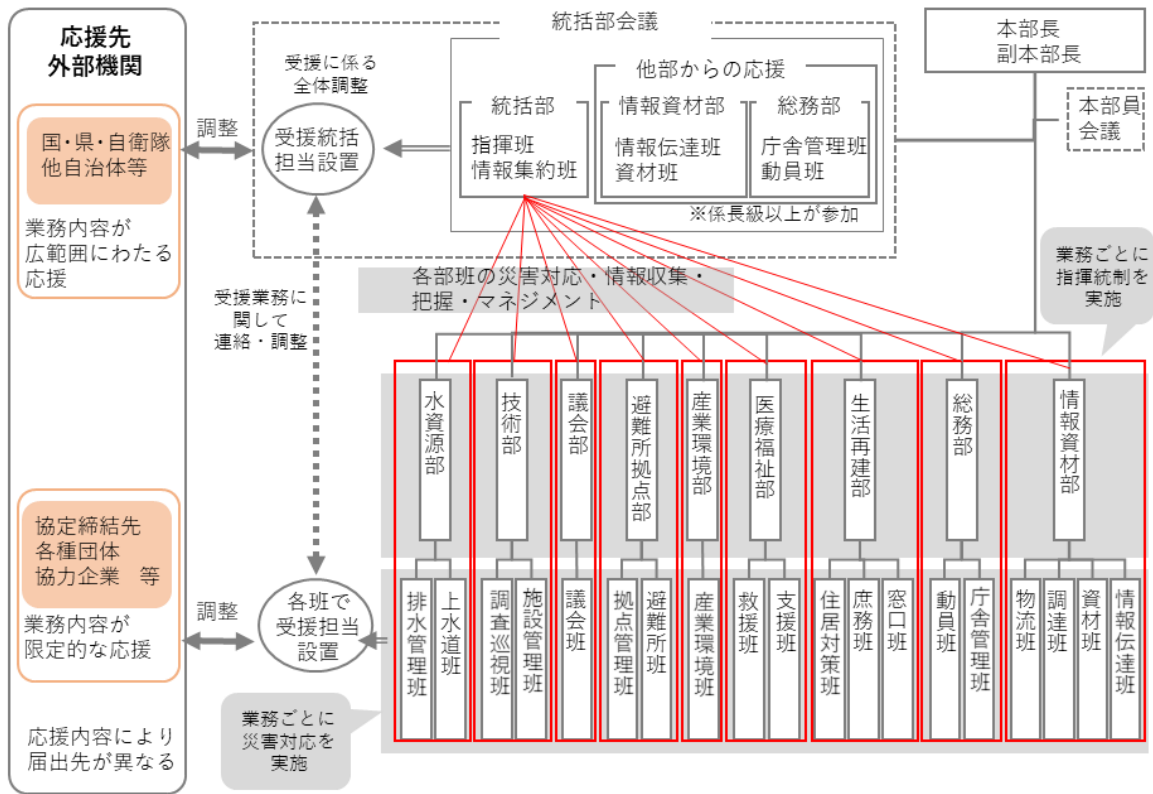 応援先
外部機関
国・県・自衛隊
他自治体等
業務内容が
広範囲にわたる
応援
協定締結先
各種団体
協力企業　等
業務内容が
限定的な応援
応援内容により
届出先が異なる
調整
調整
統括部会議
受援に係る
全体調整
受援統括
担当設置
統括部
指揮班
情報集約班
他部からの応援
情報資材部
情報伝達班
資材班
総務部
庁舎管理班
動員班
※係長級以上が参加
本部長
副本部長
本部員
会議
受援業務に
関して
連絡・調整
各部班の災害対応・情報収集・
把握・マネジメント
業務ごとに
指揮統制を
実施
水資源部
技術部
議会部
避難所拠点部
産業環境部
医療福祉部
生活再建部
総務部
情報資材部
各班で
受援担当
設置
排水管理班
上水道班
調査巡視班
施設管理班
議会班
拠点管理班
避難所班
産業環境班
救援班
支援班
住居対策班
庶務班
窓口班
動員班
庁舎管理班
物流班
調達班
資材班
情報伝達班
業務ごとに
災害対応を
実施